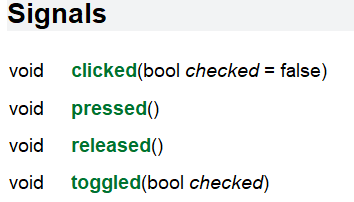 Signals
void clicked(bool checked = false)
void pressed()
void released()
void toggled(bool checked)